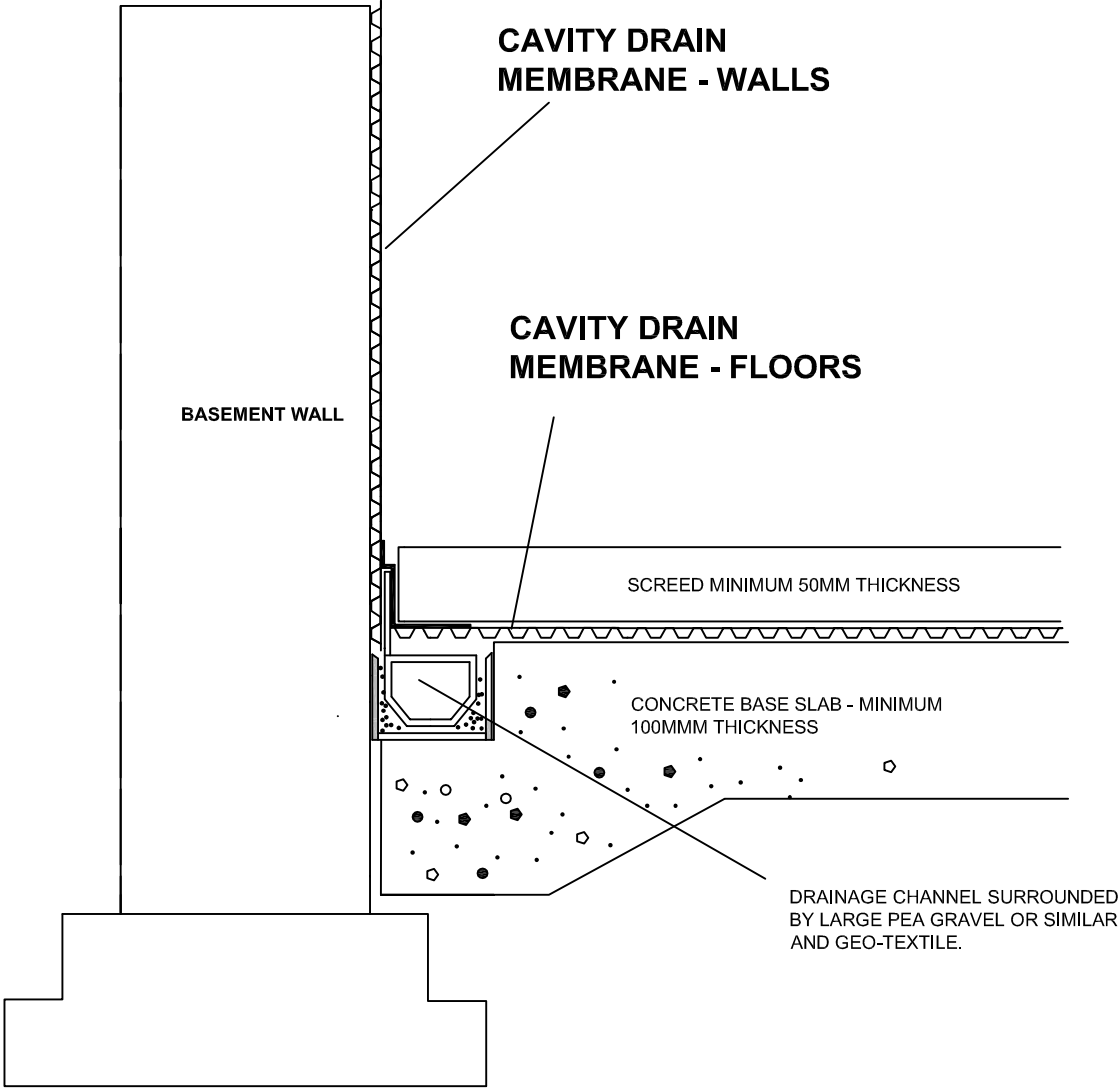 CAVITY DRAIN
MEMBRANE - WALLS
CAVITY DRAIN
MEMBRANE - FLOORS
BASEMENT WALL
SCREED MINIMUM 50MM THICKNESS
CONCRETE BASE SLAB - MINIMUM
100MMM THICKNESS
DRAINAGE CHANNEL SURROUNDED
BY LARGE PEA GRAVEL OR SIMILAR
AND GEO-TEXTILE.